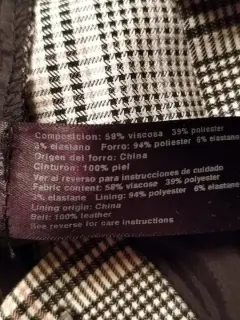 Composicion: 58% viscosa 39% poliester
3% elastano Forro: 94% poliester 6% elastano
Origen del forro: China
Cinturon: 100% piel
Ver al reverso para instrucciones de cuidado
Fabric content: 58% viscose 39% polyester
3% elastane Lining: 94% polyester 6% elastane
Lining origin: China
Belt: 100% leather
See reverse for care instructions